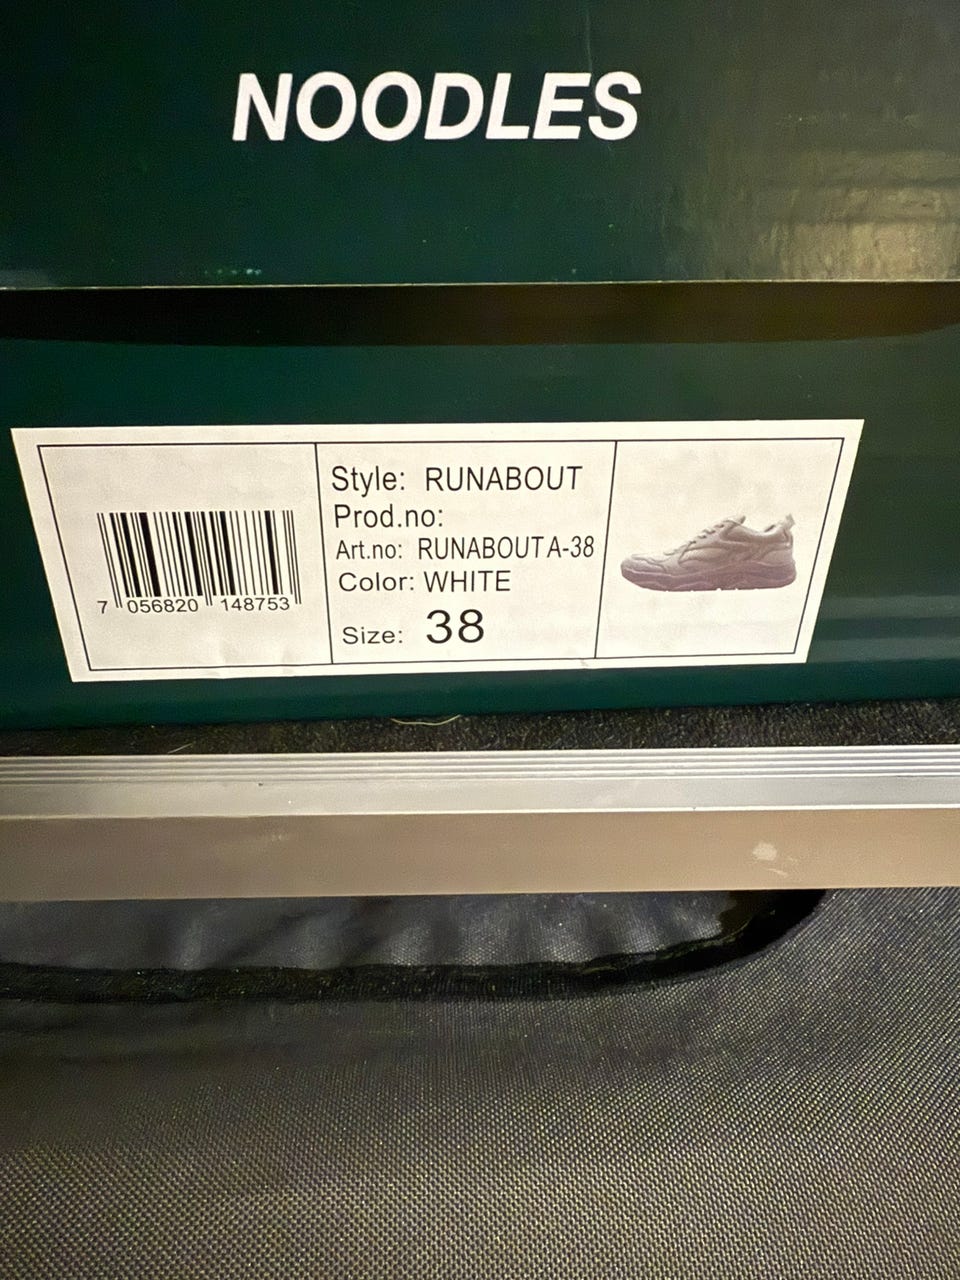 NOODLES
Style: RUNABOUT
Prod.no:
Art.no: RUNABOUT A-38
Color: WHITE
Size: 38
7 056820 148753